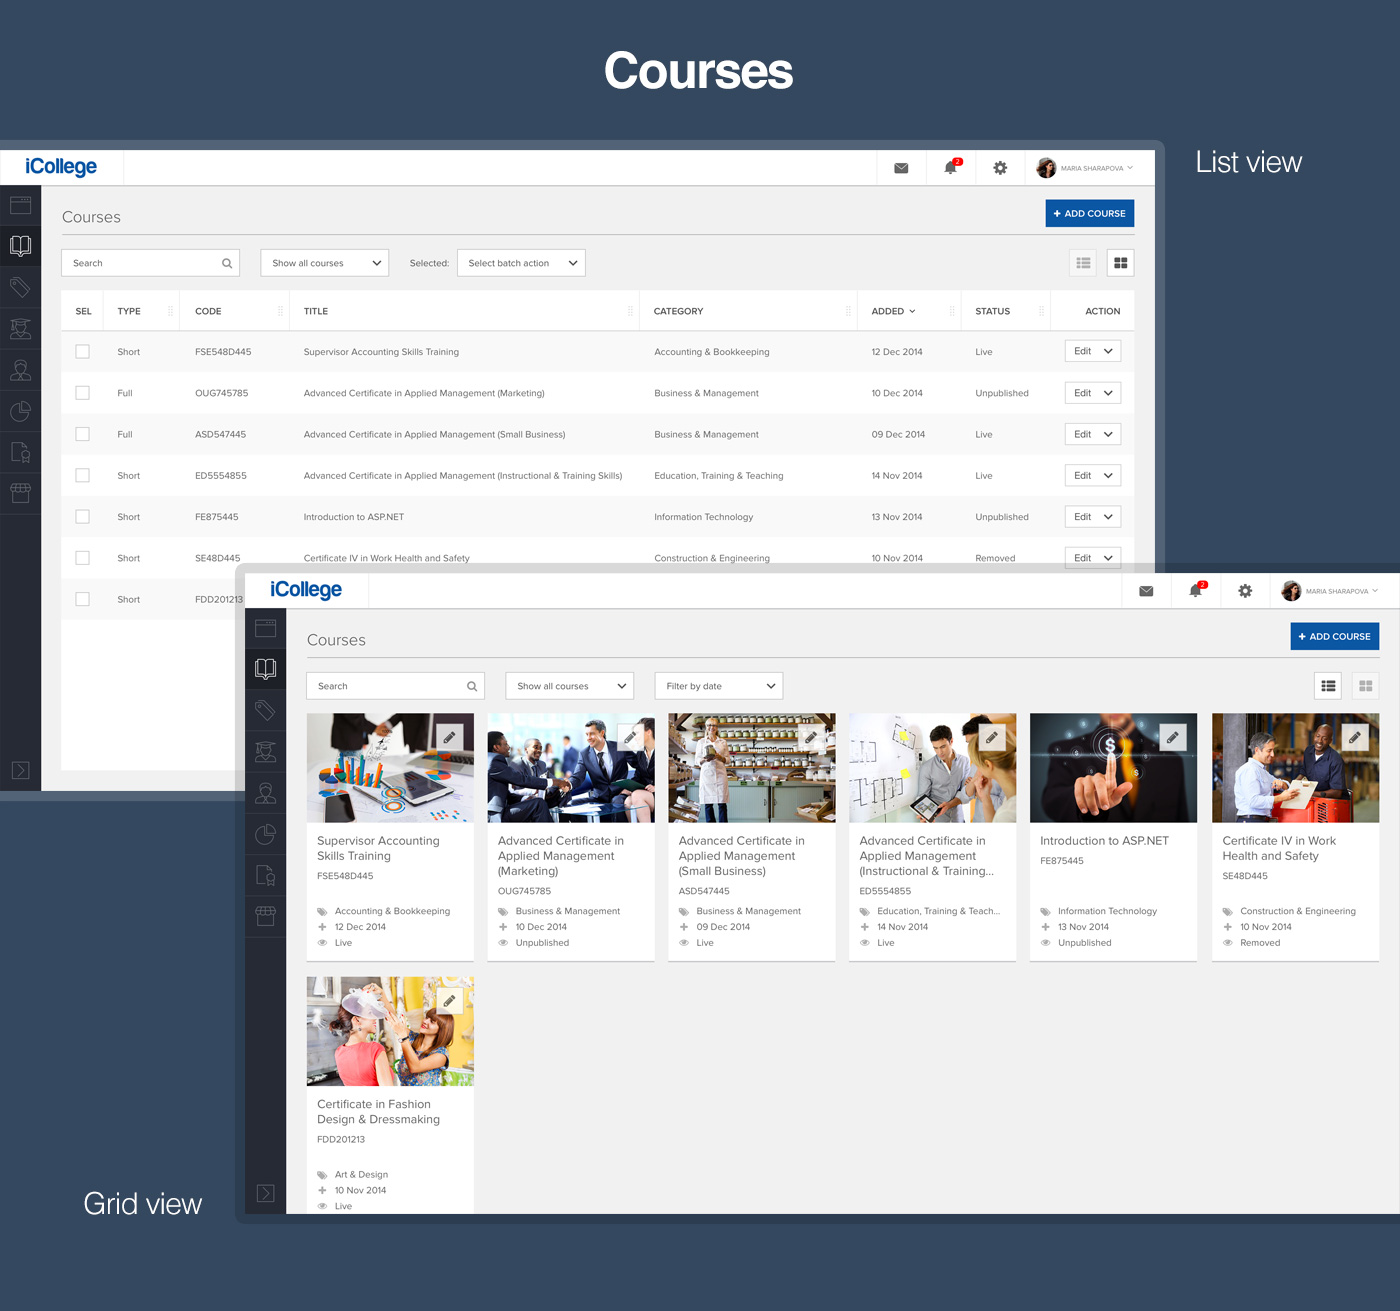 Courses
List view
iCollege
2
MARIA SHARAPOVA
Courses
+ ADD COURSE
Search
Show all courses
Selected:
Select batch action
SEL TYPE CODE TITLE CATEGORY ADDED STATUS ACTION
Short FSE548D445 Supervisor Accounting Skills Training Accounting & Bookkeeping 12 Dec 2014 Live Edit
Full OUG745785 Advanced Certificate in Applied Management (Marketing) Business & Management 10 Dec 2014 Unpublished Edit
Full ASD547445 Advanced Certificate in Applied Management (Small Business) Business & Management 09 Dec 2014 Live Edit
Short ED5554855 Advanced Certificate in Applied Management (Instructional & Training Skills) Education, Training & Teaching 14 Nov 2014 Live Edit
Short FE875445 Introduction to ASP.NET Information Technology 13 Nov 2014 Unpublished Edit
Short SE48D445 Certificate IV in Work Health and Safety Construction & Engineering 10 Nov 2014 Removed Edit
Short FDD201213
iCollege
2
MARIA SHARAPOVA
Courses
+ ADD COURSE
Search
Show all courses
Filter by date
Supervisor Accounting
Skills Training
FSE548D445
Accounting & Bookkeeping
12 Dec 2014
Live
Advanced Certificate in
Applied Management
(Marketing)
OUG745785
Business & Management
10 Dec 2014
Unpublished
Advanced Certificate in
Applied Management
(Small Business)
ASD547445
Business & Management
09 Dec 2014
Live
Advanced Certificate in
Applied Management
(Instructional & Training...
ED5554855
Education, Training & Teach...
14 Nov 2014
Live
$
Introduction to ASP.NET
FE875445
Information Technology
13 Nov 2014
Unpublished
Certificate IV in Work
Health and Safety
SE48D445
Construction & Engineering
10 Nov 2014
Removed
Certificate in Fashion
Design & Dressmaking
FDD201213
Art & Design
10 Nov 2014
Live
Grid view